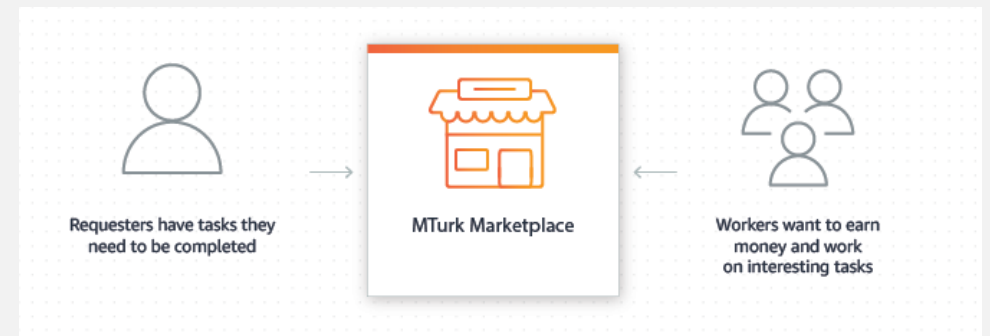 Requesters have tasks they
need to be completed
MTurk Marketplace
Workers want to earn
money and work
on interesting tasks